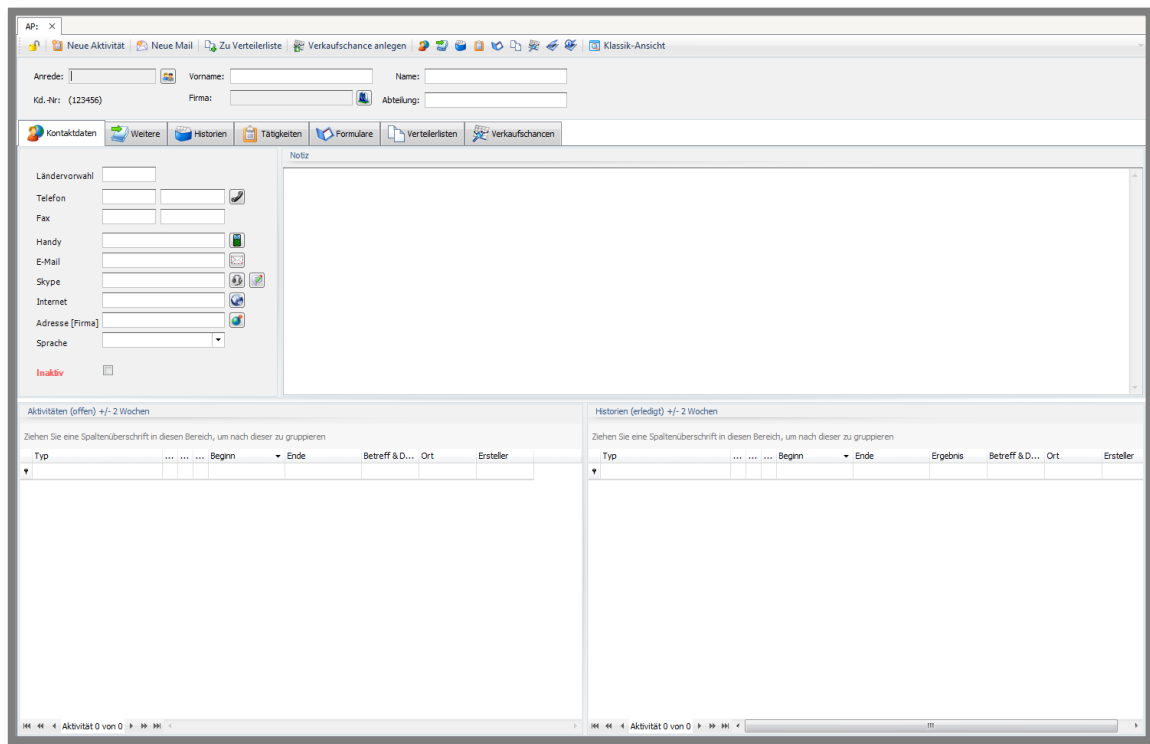 AP:
Neue Aktivität Neue Mail Zu Verteilerliste Verkaufschance anlegen Klassik-Ansicht
Anrede: Vorname: Name:
Kd.-Nr: (123456) Firma: Abteilung:
Kontaktdaten Weitere Historien Tätigkeiten Formulare Verteilerlisten Verkaufschancen
Notiz
Ländervorwahl
Telefon
Fax
Handy
E-Mail
Skype
Internet
Adresse [Firma]
Sprache
Inaktiv
Aktivitäten (offen) +/- 2 Wochen
Ziehen Sie eine Spaltenüberschrift in diesen Bereich, um nach dieser zu gruppieren
Typ ... ... ... Beginn Ende Betreff & D... Ort Ersteller
Aktivität 0 von 0
Historien (erledigt) +/- 2 Wochen
Ziehen Sie eine Spaltenüberschrift in diesen Bereich, um nach dieser zu gruppieren
Typ ... ... ... Beginn Ende Ergebnis Betreff & D... Ort Ersteller
Aktivität 0 von 0